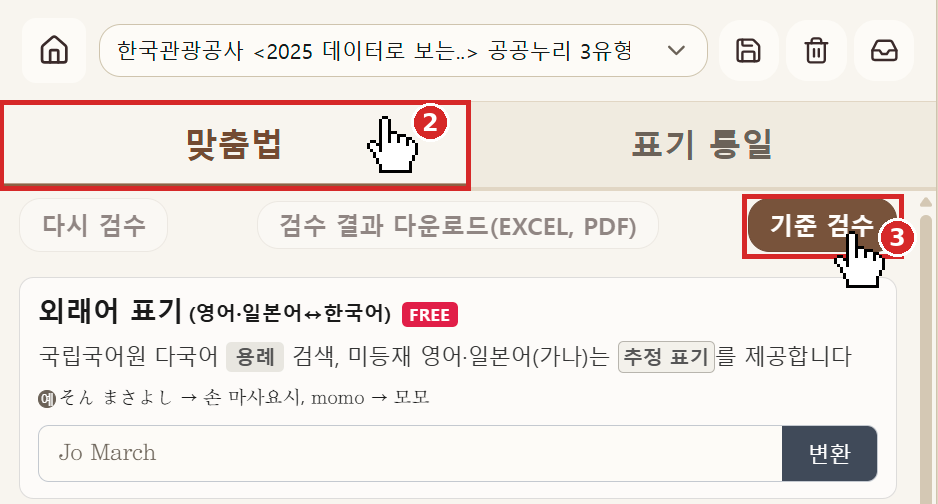 한국관광공사 <2025 데이터로 보는..> 공공누리 3유형
맞춤법 2 표기 통일
다시 검수 검수 결과 다운로드(EXCEL, PDF) 기준 검수 3
외래어 표기 (영어·일본어↔한국어) FREE
국립국어원 다국어 용례 검색, 미등재 영어·일본어(가나)는 추정 표기를 제공합니다
예 そん まさよし → 손 마사요시, momo → 모모
Jo March 변환